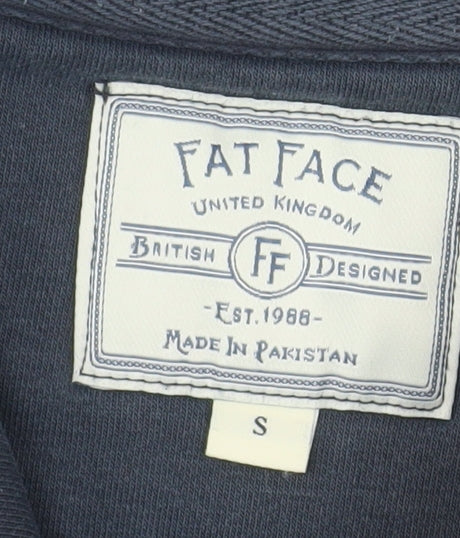 FAT FACE
UNITED KINGDOM
BRITISH FF DESIGNED
-EST. 1988-
MADE IN PAKISTAN
S